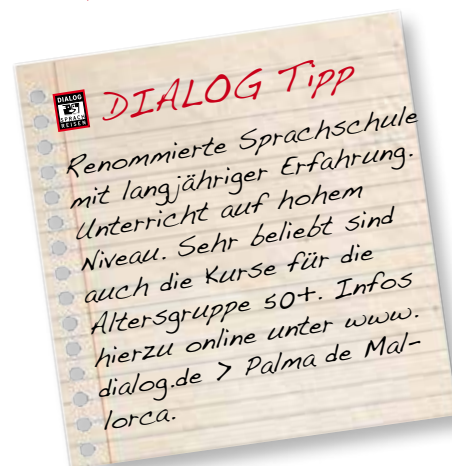 DIALOG
SPRACH
REISEN
DIALOG Tipp
Renommierte Sprachschule
mit langjähriger Erfahrung.
Unterricht auf hohem
Niveau. Sehr beliebt sind
auch die Kurse für die
Altersgruppe 50+. Infos
hierzu online unter www.
dialog.de > Palma de Mal-
lorca.